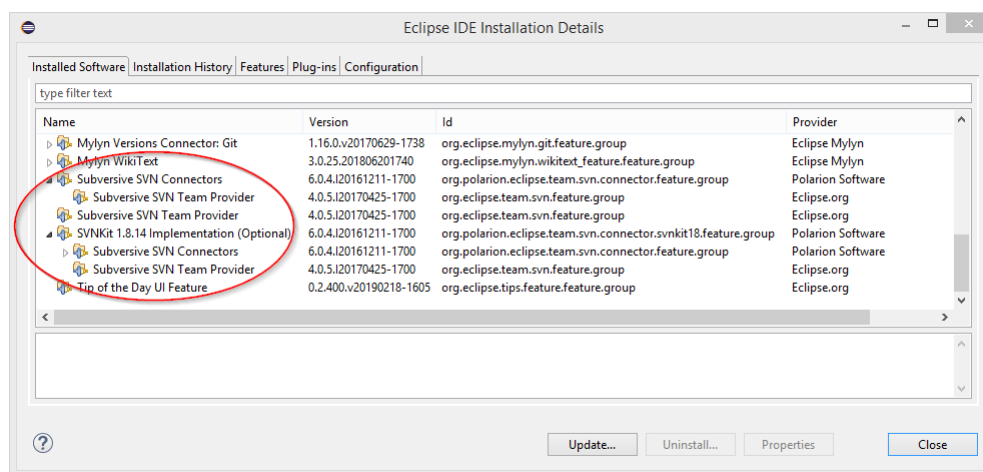 Eclipse IDE Installation Details
Installed Software Installation History Features Plug-ins Configuration
type filter text
Name Version Id Provider
Mylyn Versions Connector: Git 1.16.0.v20170629-1738 org.eclipse.mylyn.git.feature.group Eclipse Mylyn
Mylyn WikiText 3.0.25.201806201740 org.eclipse.mylyn.wikitext_feature.feature.group Eclipse Mylyn
Subversive SVN Connectors 6.0.4.I20161211-1700 org.polarion.eclipse.team.svn.connector.feature.group Polarion Software
Subversive SVN Team Provider 4.0.5.I20170425-1700 org.eclipse.team.svn.feature.group Eclipse.org
Subversive SVN Team Provider 4.0.5.I20170425-1700 org.eclipse.team.svn.feature.group Eclipse.org
SVNKit 1.8.14 Implementation (Optional) 6.0.4.I20161211-1700 org.polarion.eclipse.team.svn.connector.svnkit18.feature.group Polarion Software
Subversive SVN Connectors 6.0.4.I20161211-1700 org.polarion.eclipse.team.svn.connector.feature.group Polarion Software
Subversive SVN Team Provider 4.0.5.I20170425-1700 org.eclipse.team.svn.feature.group Eclipse.org
Tip of the Day UI Feature 0.2.400.v20190218-1605 org.eclipse.tips.feature.feature.group Eclipse.org
? Update... Uninstall... Properties Close